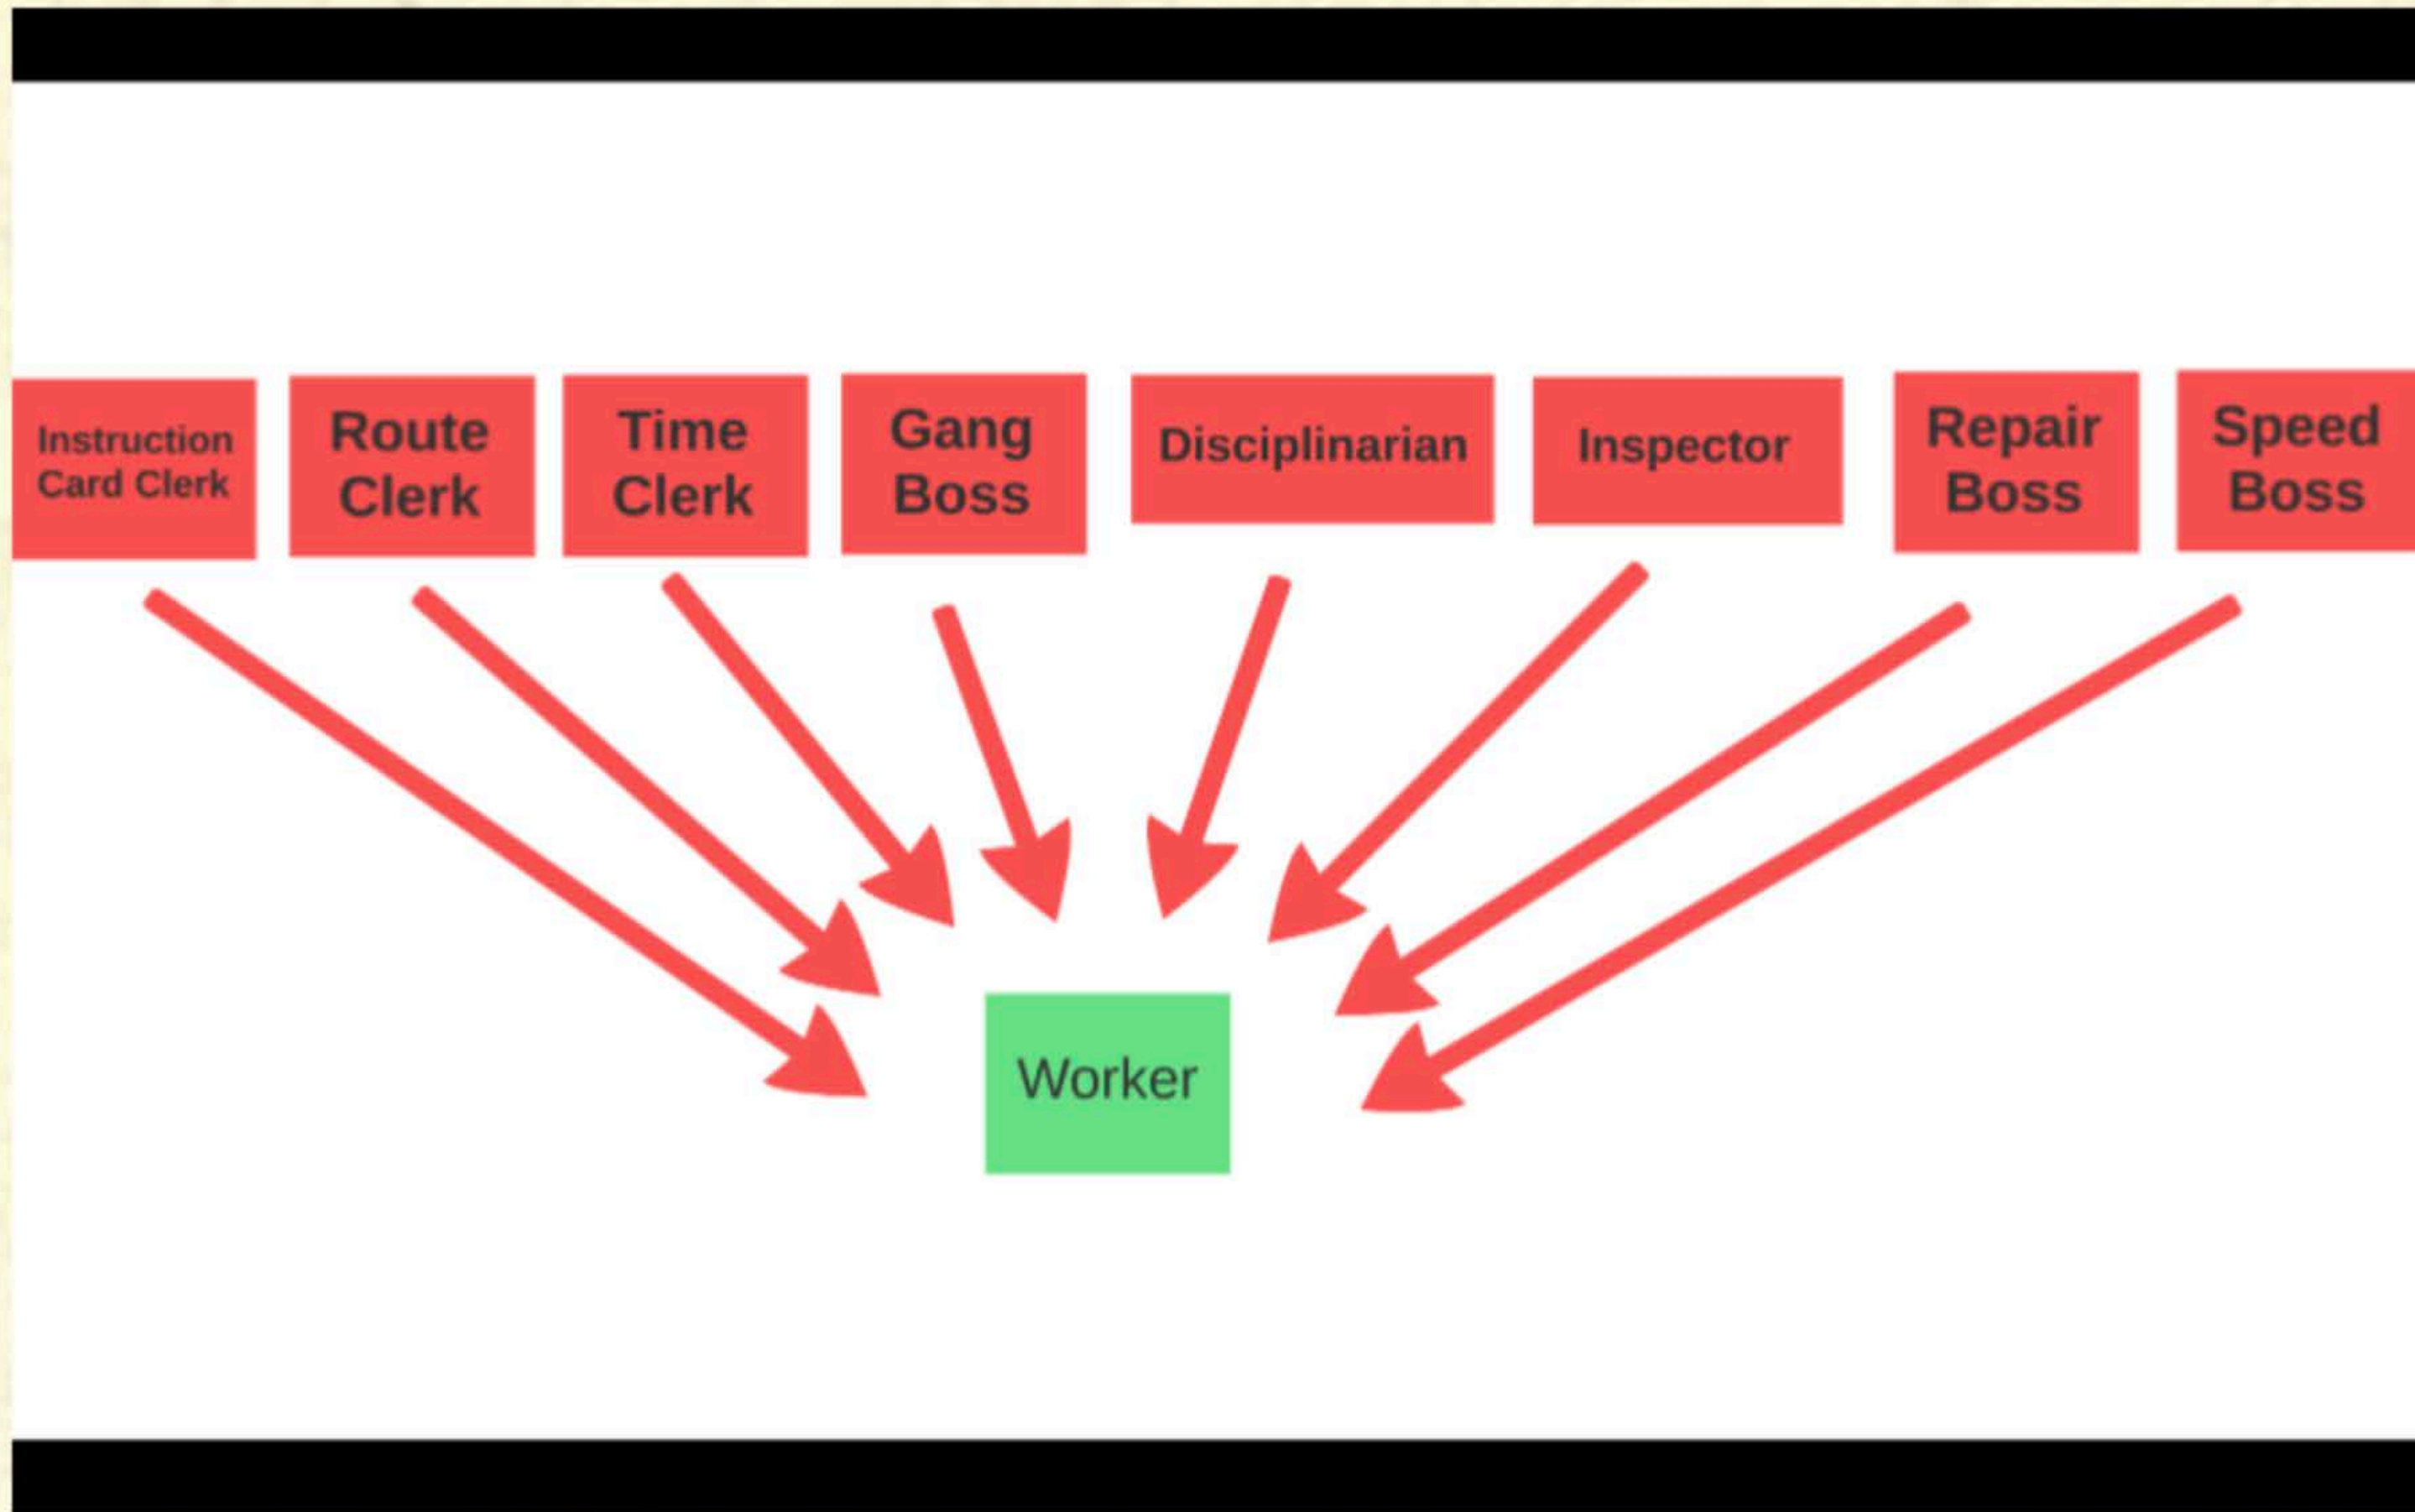 Instruction
Card Clerk
Route
Clerk
Time
Clerk
Gang
Boss
Disciplinarian
Inspector
Repair
Boss
Speed
Boss
Worker